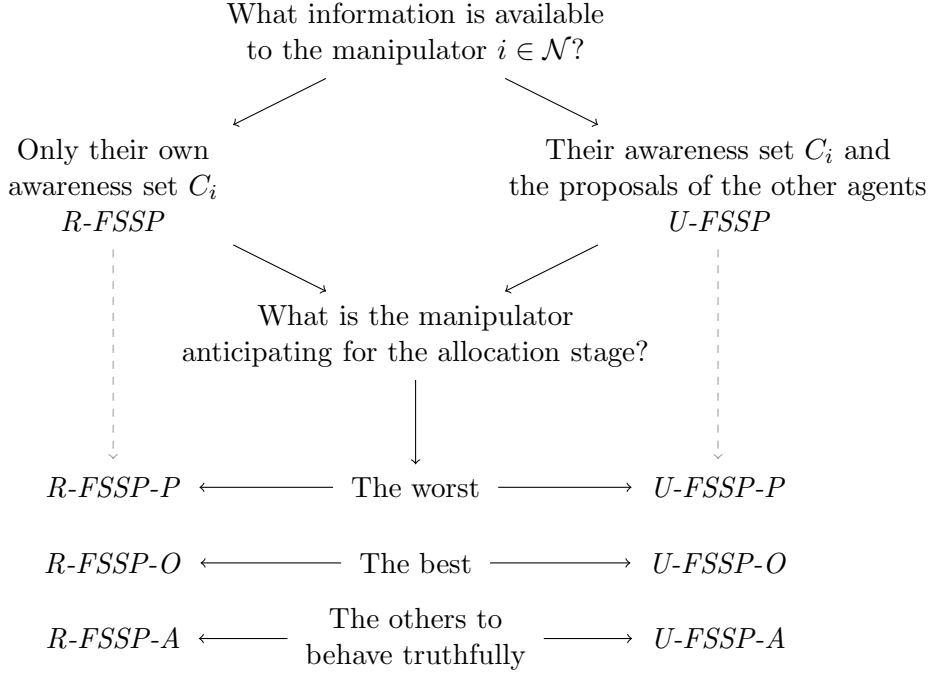 What information is available
to the manipulator i ∈ 𝒩?
Only their own
awareness set C_i
R-FSSP
Their awareness set C_i and
the proposals of the other agents
U-FSSP
What is the manipulator
anticipating for the allocation stage?
R-FSSP-P The worst U-FSSP-P
R-FSSP-O The best U-FSSP-O
R-FSSP-A The others to
behave truthfully U-FSSP-A